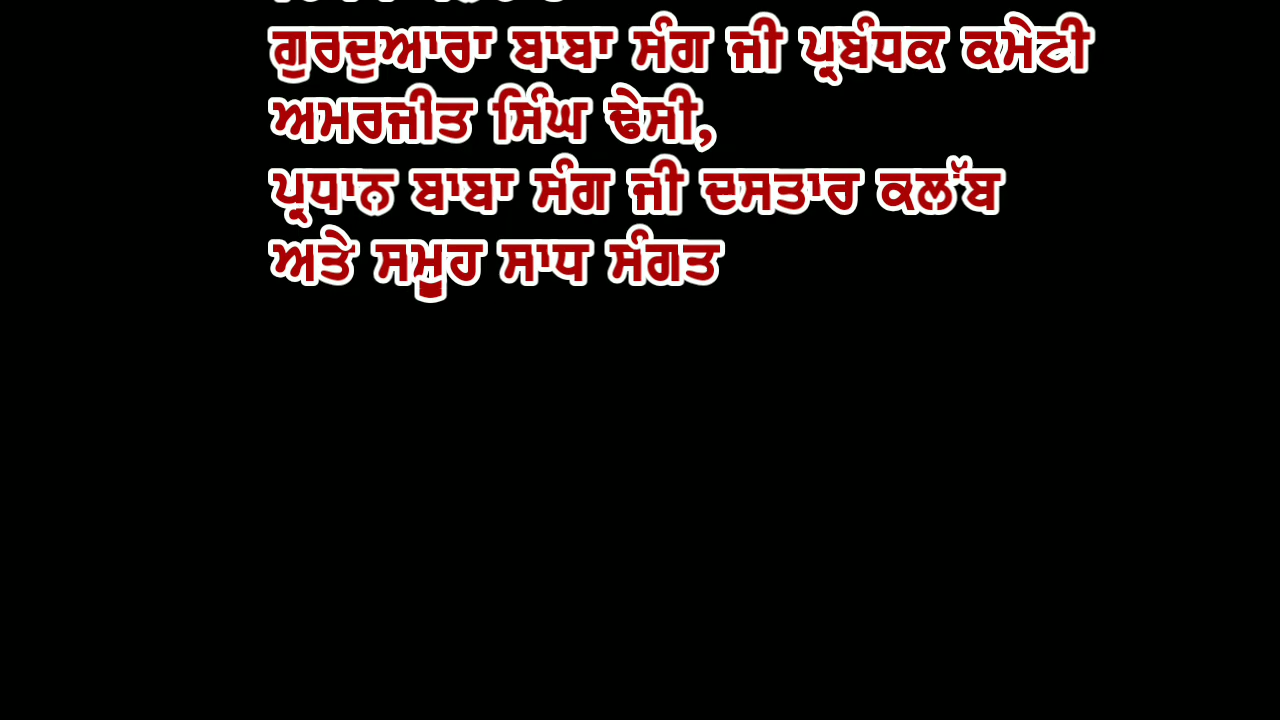 ਗੁਰਦੁਆਰਾ ਬਾਬਾ ਸੰਗ ਜੀ ਪ੍ਰਬੰਧਕ ਕਮੇਟੀ
ਅਮਰਜੀਤ ਸਿੰਘ ਢੇਸੀ,
ਪ੍ਰਧਾਨ ਬਾਬਾ ਸੰਗ ਜੀ ਦਸਤਾਰ ਕਲੱਬ
ਅਤੇ ਸਮੂਹ ਸਾਧ ਸੰਗਤ